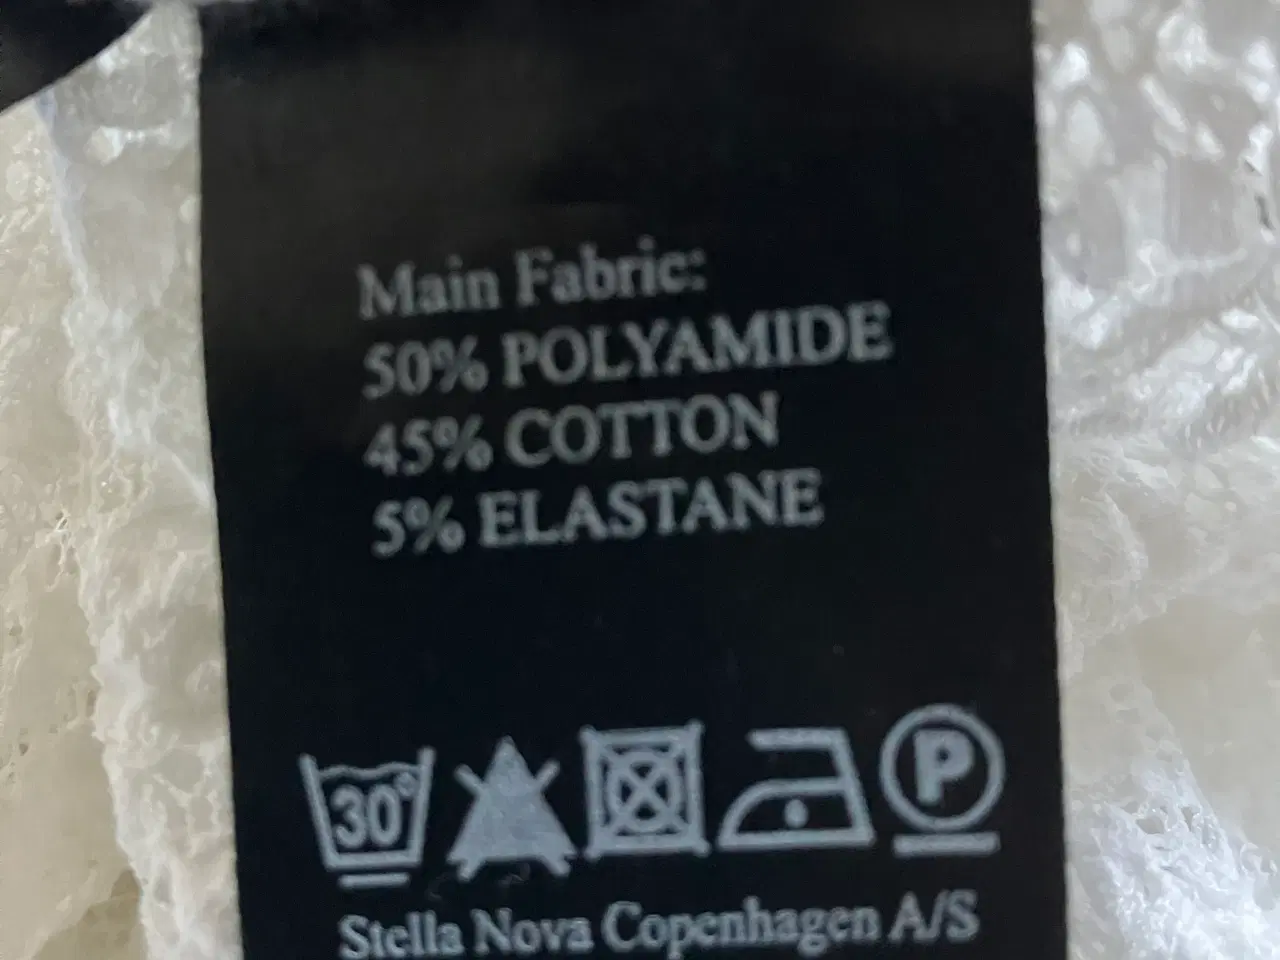 Main Fabric:
50% POLYAMIDE
45% COTTON
5% ELASTANE
30°
P
Stella Nova Copenhagen A/S